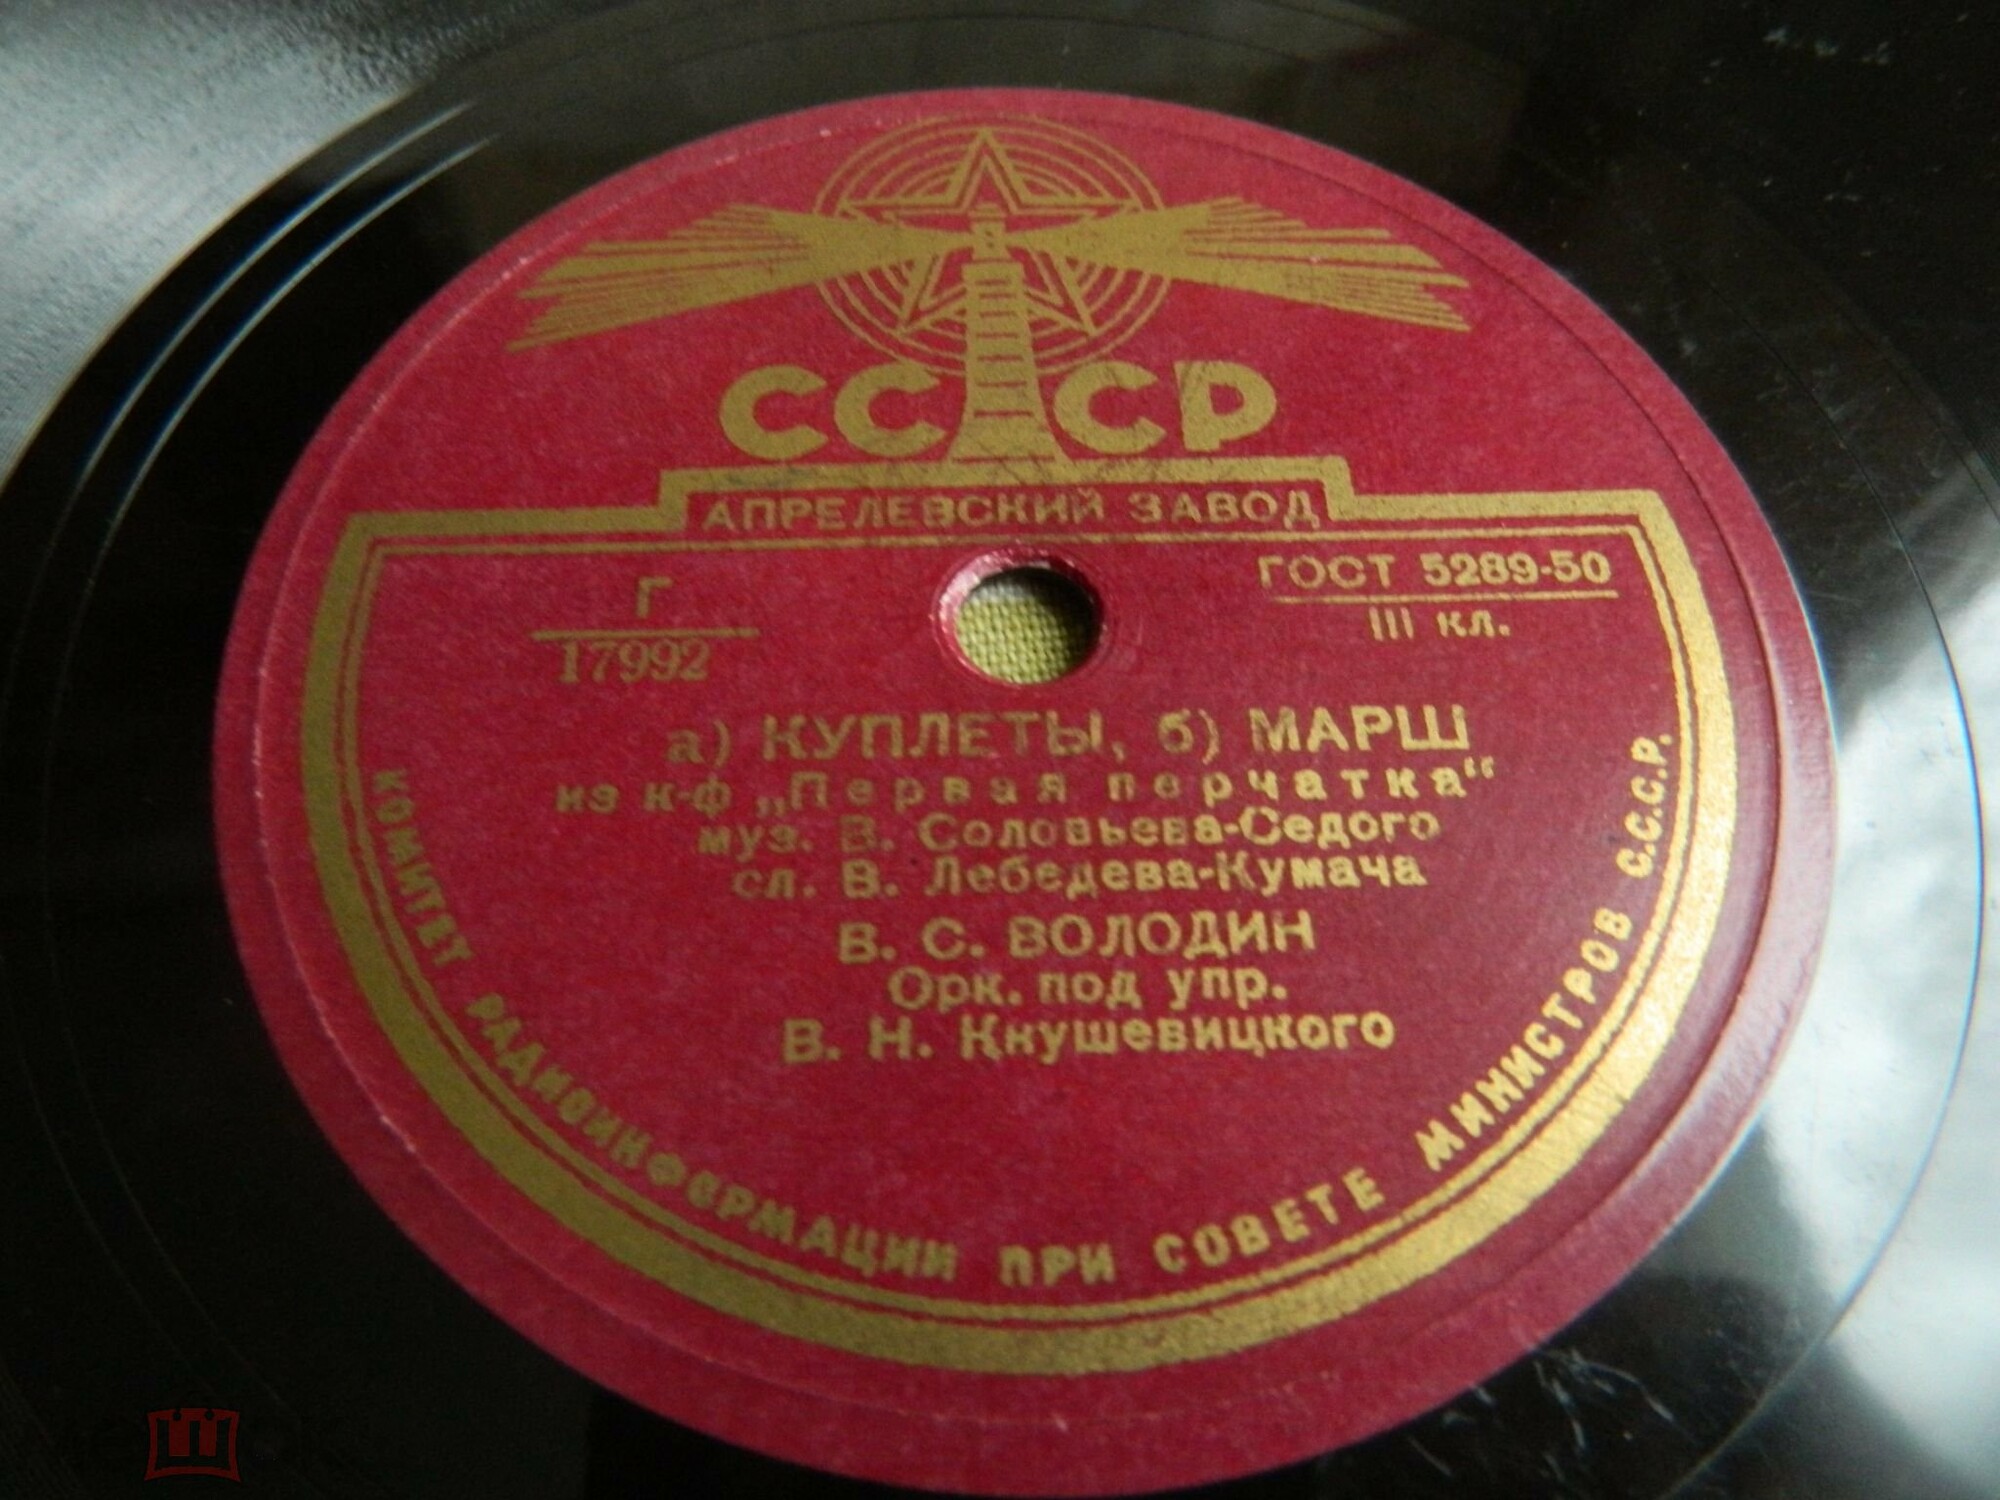 СССР
АПРЕЛЕВСКИЙ ЗАВОД
Г
17992
ГОСТ 5289-50
III кл.
а) КУПЛЕТЫ, б) МАРШ
из к-ф „Первая перчатка“
муз. В. Соловьева-Седого
сл. В. Лебедева-Кумача
В. С. ВОЛОДИН
Орк. под упр.
В. Н. Кнушевицкого
КОМИТЕТ РАДИОИНФОРМАЦИИ ПРИ СОВЕТЕ МИНИСТРОВ С.С.С.Р.